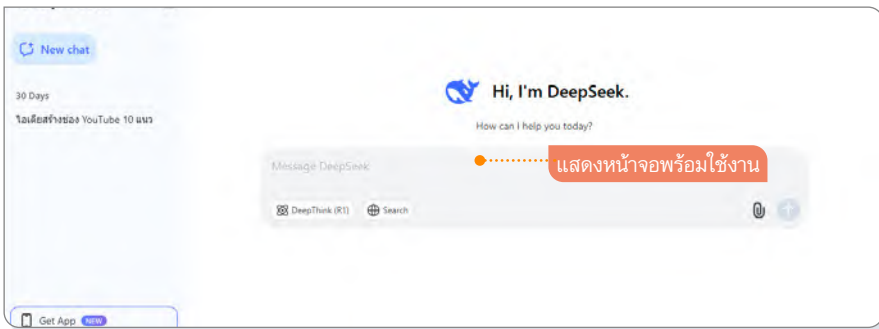 New chat
30 Days
ไอเดียสร้างช่อง YouTube 10 แนว
Get App NEW
Hi, I'm DeepSeek.
How can I help you today?
Message DeepSeek
แสดงหน้าจอพร้อมใช้งาน
DeepThink (R1) Search